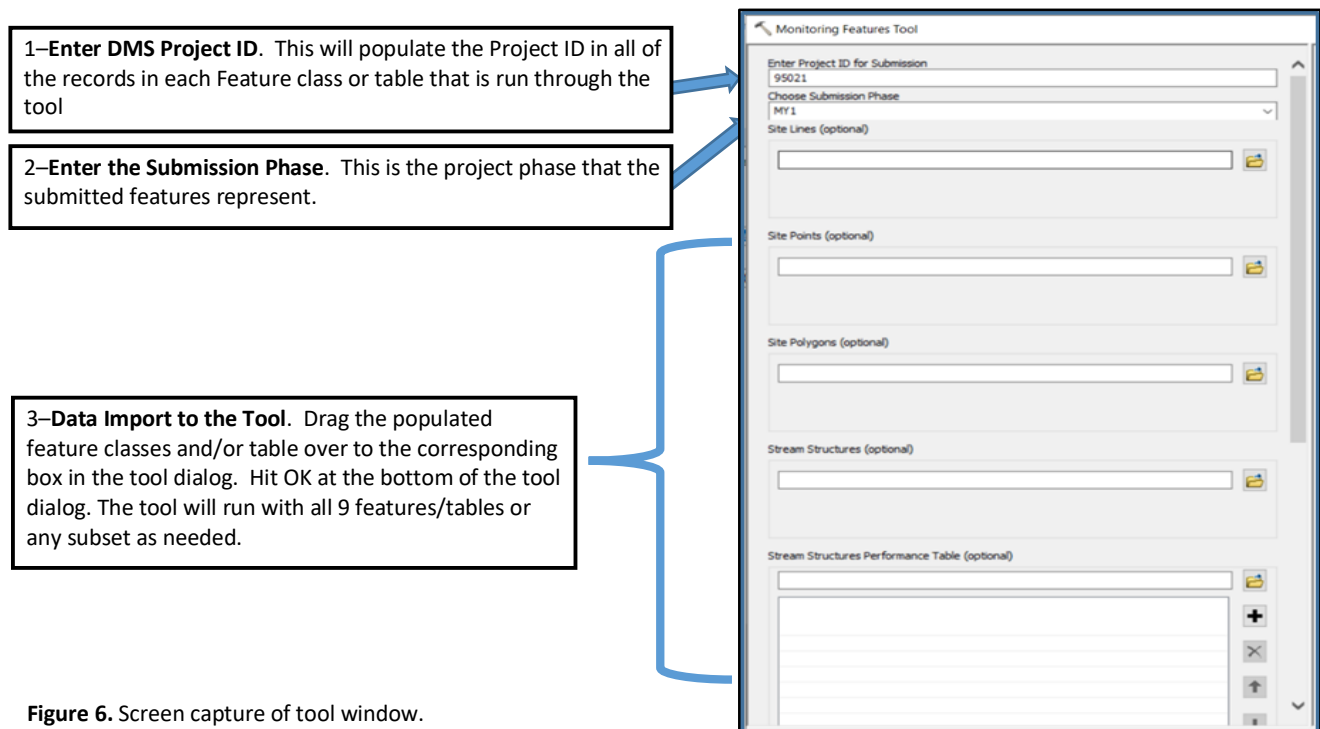 1–Enter DMS Project ID.  This will populate the Project ID in all of
the records in each Feature class or table that is run through the
tool
2–Enter the Submission Phase.  This is the project phase that the
submitted features represent.
3–Data Import to the Tool.  Drag the populated
feature classes and/or table over to the corresponding
box in the tool dialog.  Hit OK at the bottom of the tool
dialog. The tool will run with all 9 features/tables or
any subset as needed.
Figure 6. Screen capture of tool window.
Monitoring Features Tool
Enter Project ID for Submission
95021
Choose Submission Phase
MY1
Site Lines (optional)
Site Points (optional)
Site Polygons (optional)
Stream Structures (optional)
Stream Structures Performance Table (optional)